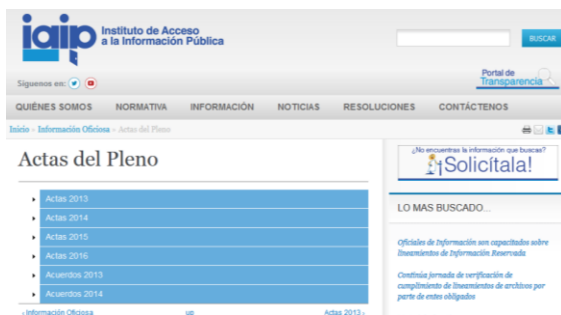 iaip Instituto de Acceso
a la Información Pública
BUSCAR
Síguenos en:
Portal de
Transparencia
QUIÉNES SOMOS NORMATIVA INFORMACIÓN NOTICIAS RESOLUCIONES CONTÁCTENOS
Inicio » Información Oficiosa » Actas del Pleno
Actas del Pleno
Actas 2013
Actas 2014
Actas 2015
Actas 2016
Acuerdos 2013
Acuerdos 2014
‹ Información Oficiosa up Actas 2013 ›
¿No encuentras la información que buscas?
¡Solicítala!
LO MAS BUSCADO...
Oficiales de Información son capacitados sobre
lineamientos de Información Reservada
Continúa jornada de verificación de
cumplimiento de lineamientos de archivos por
parte de entes obligados